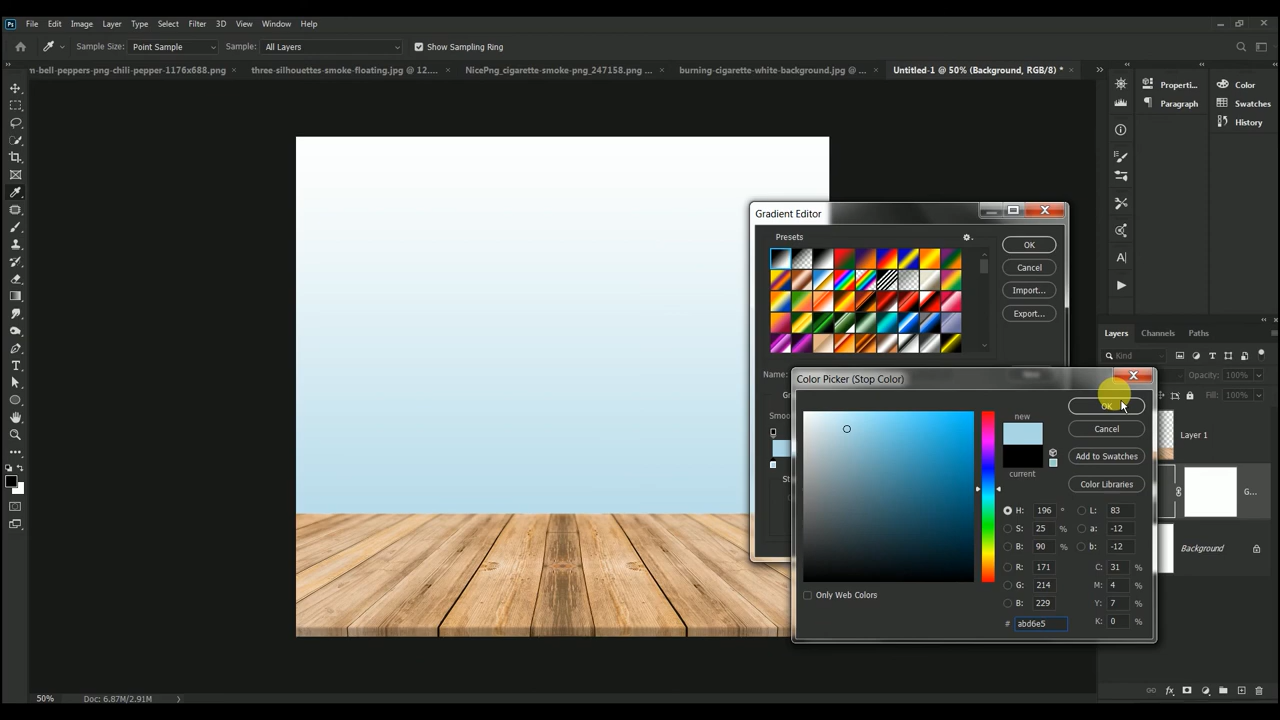 Ps File Edit Image Layer Type Select Filter 3D View Window Help
Sample Size: Point Sample Sample: All Layers Show Sampling Ring
m-bell-peppers-png-chili-pepper-1176x688.png × three-silhouettes-smoke-floating.jpg @ 12.... × NicePng_cigarette-smoke-png_247158.png ... × burning-cigarette-white-background.jpg @ ... × Untitled-1 @ 50% (Background, RGB/8) * ×
Properti...
Paragraph
Color
Swatches
History
Gradient Editor
Presets
OK
Cancel
Import...
Export...
Name:
Gr
Smoo
St
Color Picker (Stop Color)
new
current
OK
Cancel
Add to Swatches
Color Libraries
H: 196 ° L: 83
S: 25 % a: -12
B: 90 % b: -12
R: 171 C: 31 %
G: 214 M: 4 %
B: 229 Y: 7 %
# abd6e5 K: 0 %
Only Web Colors
Layers Channels Paths
Kind
Opacity: 100%
Fill: 100%
Layer 1
G...
Background
50% Doc: 6.87M/2.91M